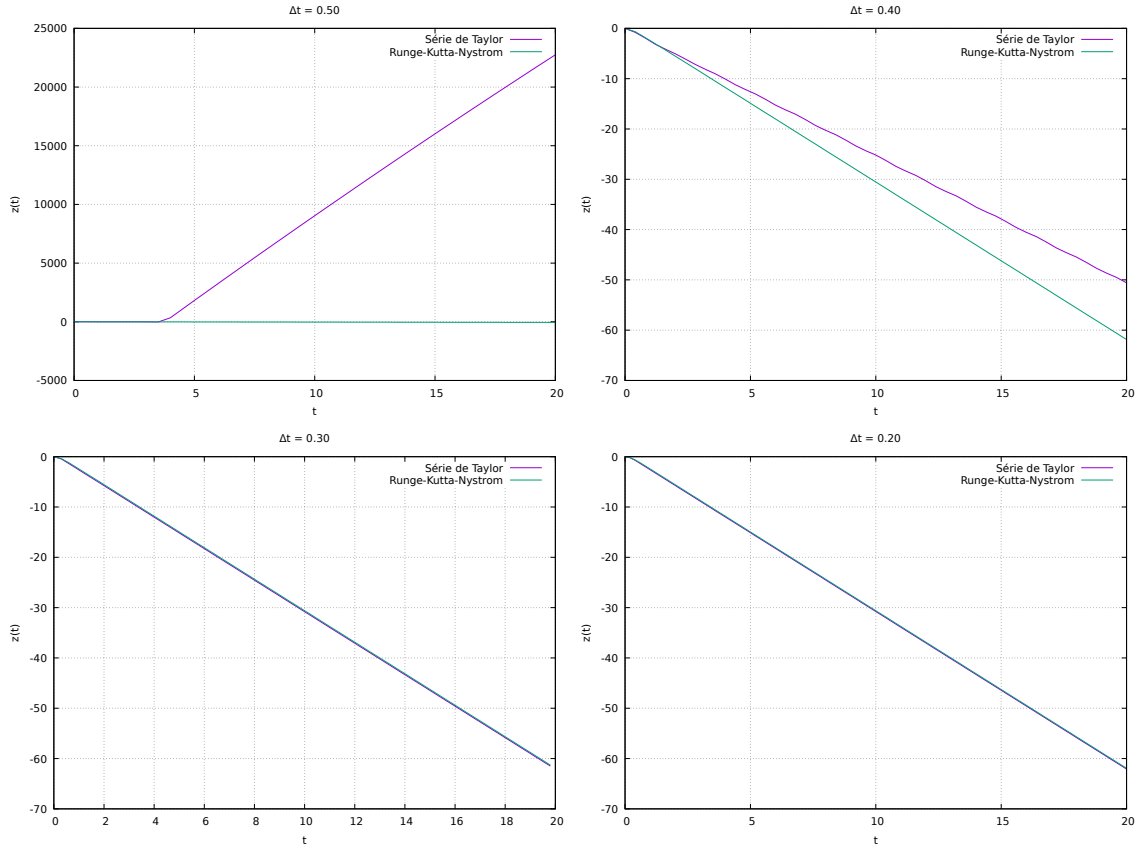 Δt = 0.50
25000
20000
15000
10000
5000
0
-5000
0 5 10 15 20
z(t)
t
Série de Taylor
Runge-Kutta-Nystrom
Δt = 0.40
0
-10
-20
-30
-40
-50
-60
-70
0 5 10 15 20
z(t)
t
Série de Taylor
Runge-Kutta-Nystrom
Δt = 0.30
0
-10
-20
-30
-40
-50
-60
-70
0 2 4 6 8 10 12 14 16 18 20
z(t)
t
Série de Taylor
Runge-Kutta-Nystrom
Δt = 0.20
0
-10
-20
-30
-40
-50
-60
-70
0 5 10 15 20
z(t)
t
Série de Taylor
Runge-Kutta-Nystrom